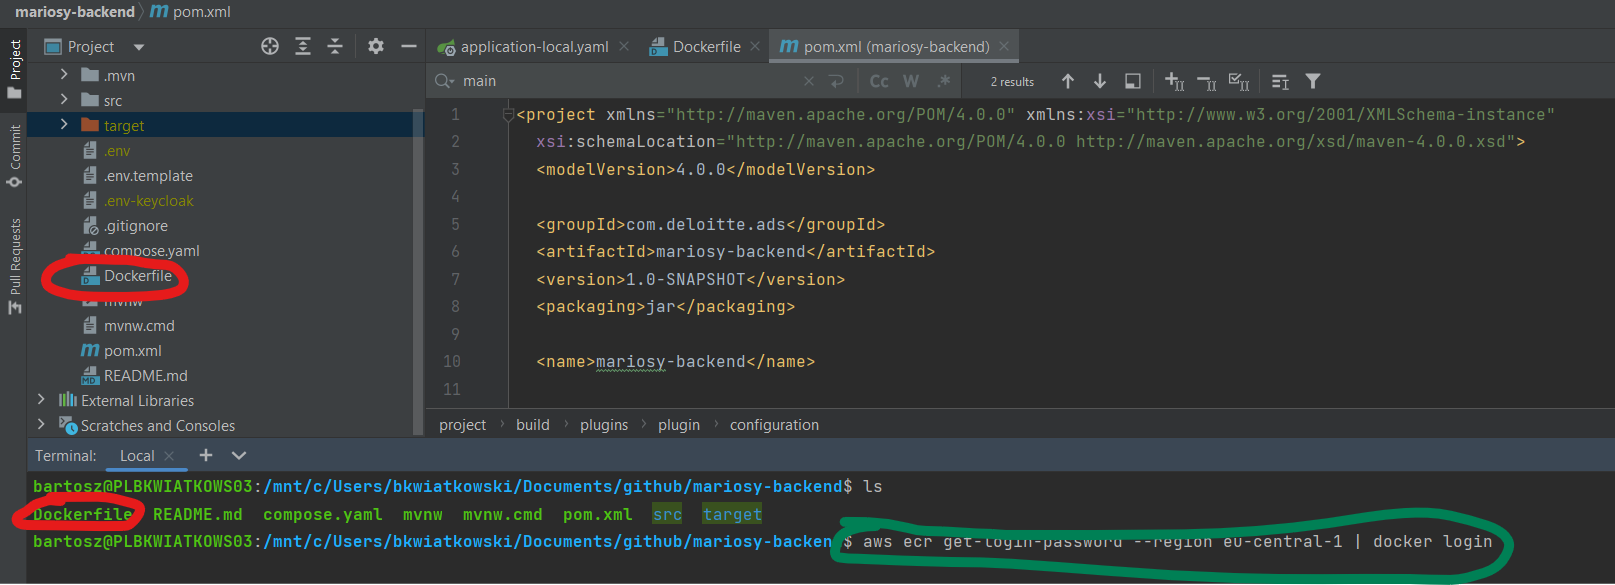 mariosy-backend pom.xml
Project
Commit
Pull Requests
Project
.mvn
src
target
.env
.env.template
.env-keycloak
.gitignore
compose.yaml
Dockerfile
mvnw
mvnw.cmd
pom.xml
README.md
External Libraries
Scratches and Consoles
application-local.yaml Dockerfile pom.xml (mariosy-backend)
main Cc W .* 2 results
1 <project xmlns="http://maven.apache.org/POM/4.0.0" xmlns:xsi="http://www.w3.org/2001/XMLSchema-instance"
2 xsi:schemaLocation="http://maven.apache.org/POM/4.0.0 http://maven.apache.org/xsd/maven-4.0.0.xsd">
3 <modelVersion>4.0.0</modelVersion>
4
5 <groupId>com.deloitte.ads</groupId>
6 <artifactId>mariosy-backend</artifactId>
7 <version>1.0-SNAPSHOT</version>
8 <packaging>jar</packaging>
9
10 <name>mariosy-backend</name>
11
project build plugins plugin configuration
Terminal: Local
bartosz@PLBKWIATKOWS03:/mnt/c/Users/bkwiatkowski/Documents/github/mariosy-backend$ ls
Dockerfile README.md compose.yaml mvnw mvnw.cmd pom.xml src target
bartosz@PLBKWIATKOWS03:/mnt/c/Users/bkwiatkowski/Documents/github/mariosy-backend$ aws ecr get-login-password --region eu-central-1 | docker login